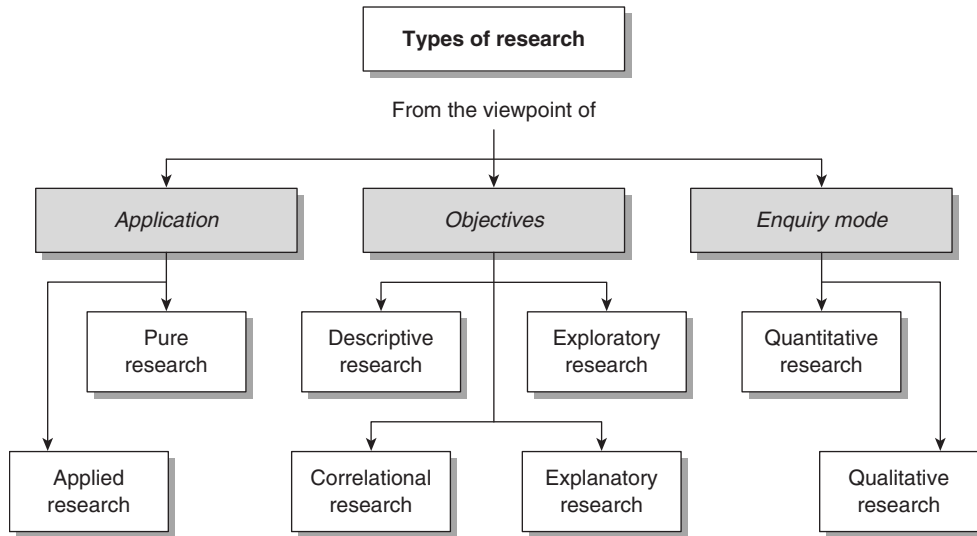 Types of research
From the viewpoint of
Application
Objectives
Enquiry mode
Pure
research
Descriptive
research
Exploratory
research
Quantitative
research
Applied
research
Correlational
research
Explanatory
research
Qualitative
research